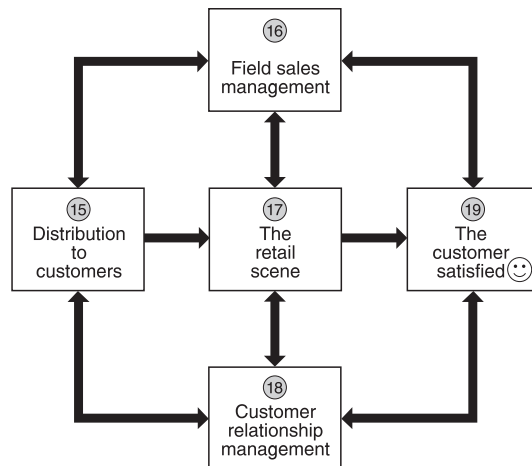 16
Field sales
management
15
Distribution
to
customers
17
The
retail
scene
19
The
customer
satisfied
18
Customer
relationship
management